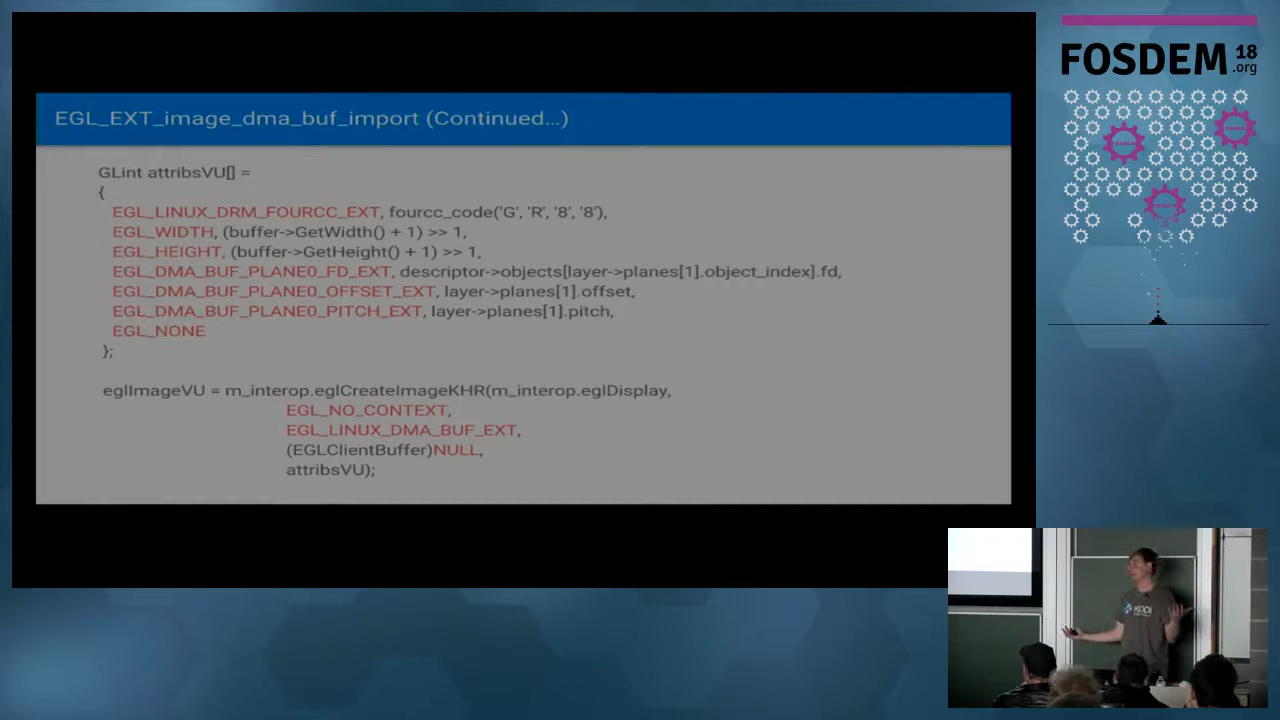 EGL_EXT_image_dma_buf_import (Continued...)
GLint attribsVU[] =
{
EGL_LINUX_DRM_FOURCC_EXT, fourcc_code('G', 'R', '8', '8'),
EGL_WIDTH, (buffer->GetWidth() + 1) >> 1,
EGL_HEIGHT, (buffer->GetHeight() + 1) >> 1,
EGL_DMA_BUF_PLANE0_FD_EXT, descriptor->objects[layer->planes[1].object_index].fd,
EGL_DMA_BUF_PLANE0_OFFSET_EXT, layer->planes[1].offset,
EGL_DMA_BUF_PLANE0_PITCH_EXT, layer->planes[1].pitch,
EGL_NONE
};
eglImageVU = m_interop.eglCreateImageKHR(m_interop.eglDisplay,
EGL_NO_CONTEXT,
EGL_LINUX_DMA_BUF_EXT,
(EGLClientBuffer)NULL,
attribsVU);
FOSDEM 18
.org
KODI